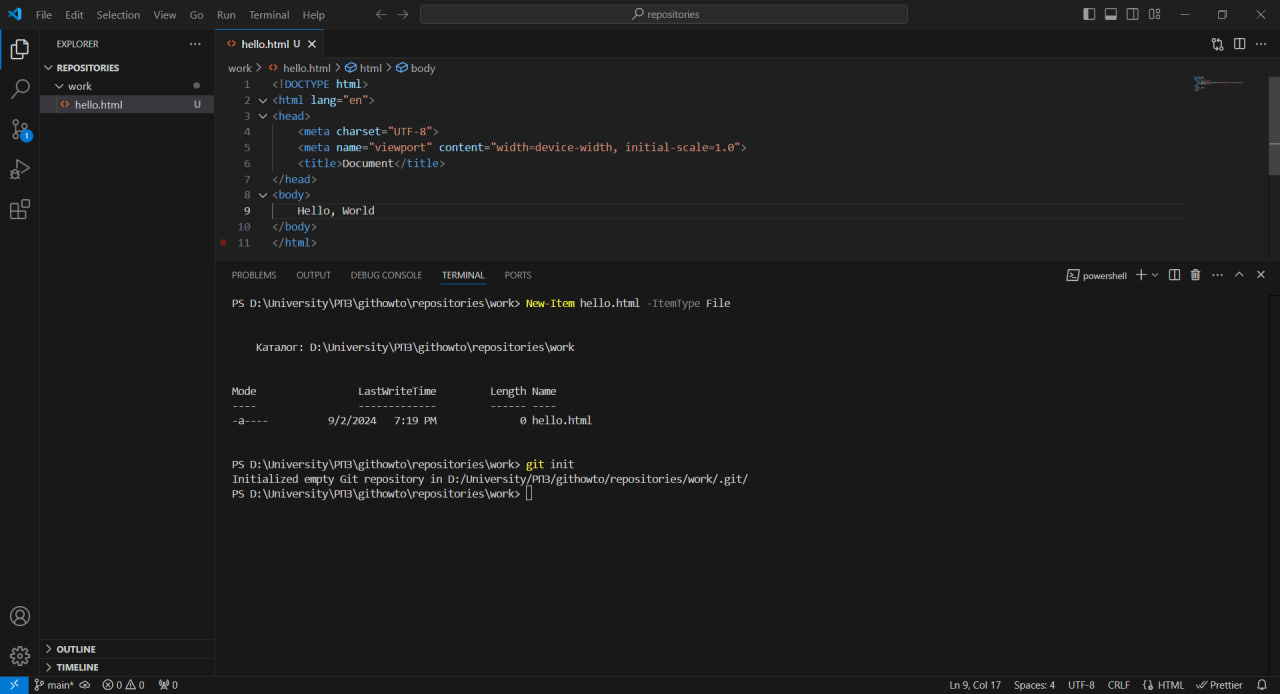 File Edit Selection View Go Run Terminal Help
repositories
EXPLORER
REPOSITORIES
work
hello.html U
1
OUTLINE
TIMELINE
hello.html U
work > hello.html > html > body
1 <!DOCTYPE html>
2 <html lang="en">
3 <head>
4 <meta charset="UTF-8">
5 <meta name="viewport" content="width=device-width, initial-scale=1.0">
6 <title>Document</title>
7 </head>
8 <body>
9 Hello, World
10 </body>
11 </html>
PROBLEMS OUTPUT DEBUG CONSOLE TERMINAL PORTS
powershell
PS D:\University\РПЗ\githowto\repositories\work> New-Item hello.html -ItemType File
Каталог: D:\University\РПЗ\githowto\repositories\work
Mode LastWriteTime Length Name
---- ------------- ------ ----
-a---- 9/2/2024 7:19 PM 0 hello.html
PS D:\University\РПЗ\githowto\repositories\work> git init
Initialized empty Git repository in D:/University/РПЗ/githowto/repositories/work/.git/
PS D:\University\РПЗ\githowto\repositories\work>
main* 0 0 0
Ln 9, Col 17 Spaces: 4 UTF-8 CRLF HTML Prettier